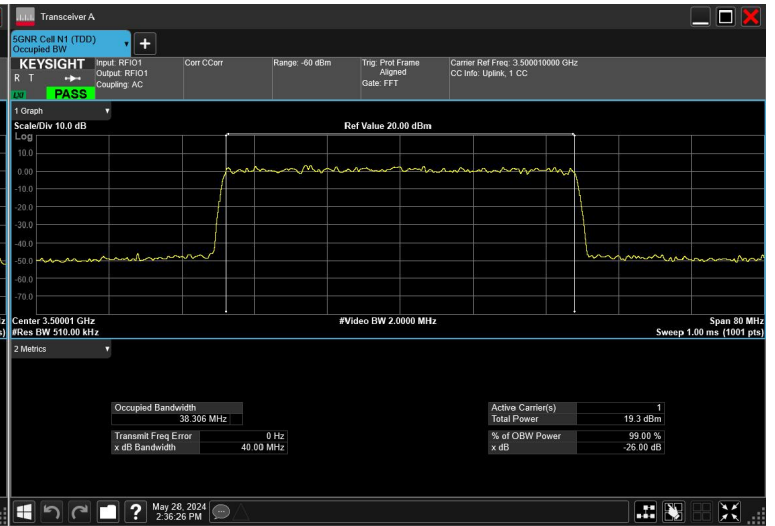 Transceiver A
5GNR Cell N1 (TDD)
Occupied BW
+
KEYSIGHT
R T
LXI
PASS
Input: RFIO1
Output: RFIO1
Coupling: AC
Corr CCorr
Range: -60 dBm
Trig: Prot Frame
Aligned
Gate: FFT
Carrier Ref Freq: 3.500010000 GHz
CC Info: Uplink, 1 CC
1 Graph
Scale/Div 10.0 dB
Ref Value 20.00 dBm
Log
10.0
0.00
-10.0
-20.0
-30.0
-40.0
-50.0
-60.0
-70.0
Center 3.50001 GHz
#Video BW 2.0000 MHz
Span 80 MHz
#Res BW 510.00 kHz
Sweep 1.00 ms (1001 pts)
2 Metrics
Occupied Bandwidth
38.306 MHz
Transmit Freq Error 0 Hz
x dB Bandwidth 40.00 MHz
Active Carrier(s) 1
Total Power 19.3 dBm
% of OBW Power 99.00 %
x dB -26.00 dB
?
May 28, 2024
2:36:26 PM